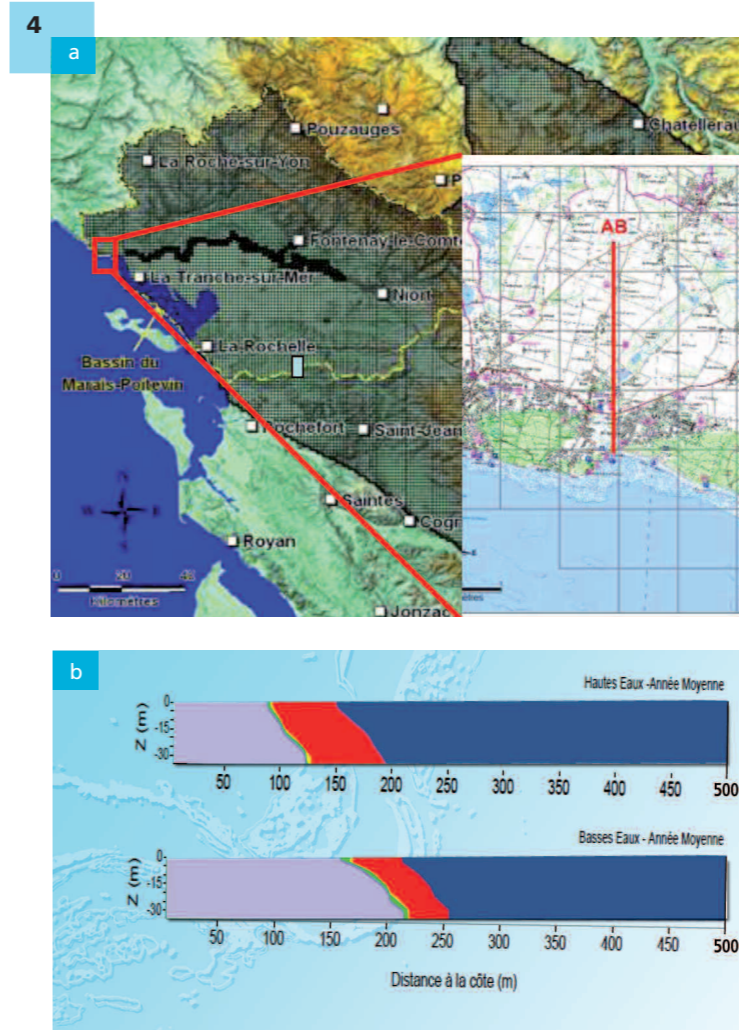 4
a
Pouzauges
Chatellerau
La Roche-sur-Yon
P
AB
Fontenay-le-Comte
La Tranche-sur-Mer
Niort
La Rochelle
Bassin du
Marais-Poitevin
Rochefort
Saint-Jean
N
W E
S
Saintes
Cogn
Royan
0 20 40
Kilomètres
Jonzac
b
Hautes Eaux -Année Moyenne
N (m)
0
-15
-30
50 100 150 200 250 300 350 400 450 500
Basses Eaux - Année Moyenne
N (m)
0
-15
-30
50 100 150 200 250 300 350 400 450 500
Distance à la côte (m)